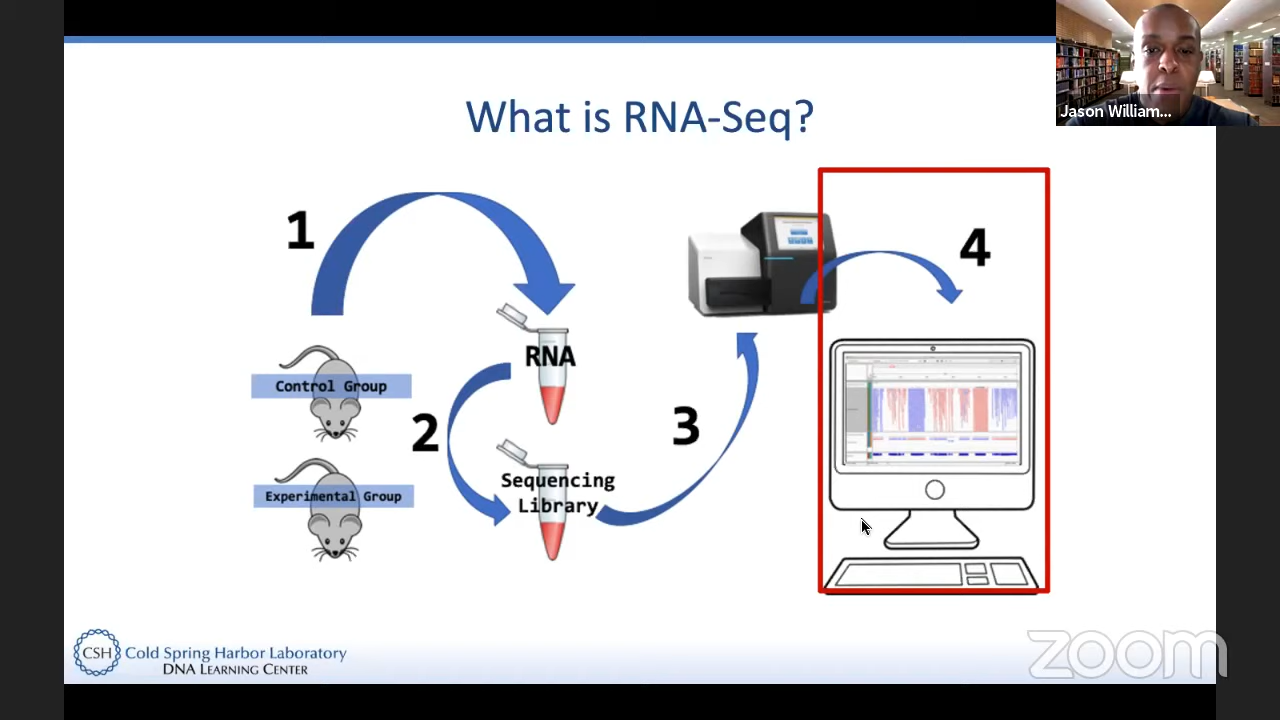 What is RNA-Seq?
Jason William...
1
Control Group
Experimental Group
RNA
2
Sequencing
Library
3
4
CSH Cold Spring Harbor Laboratory
DNA LEARNING CENTER
zoom